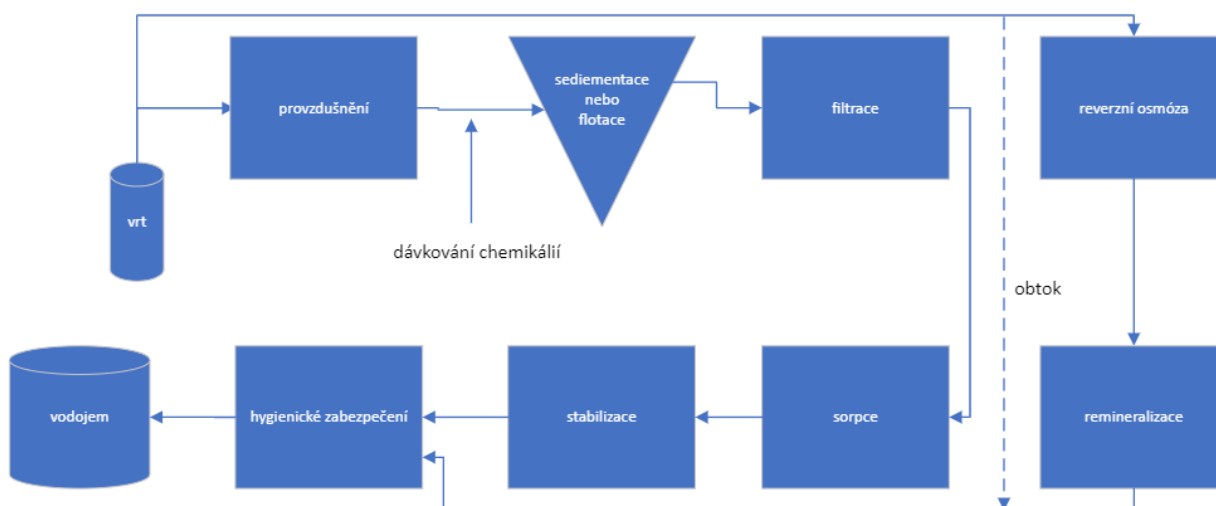 provzdušnění
sediementace
nebo
flotace
filtrace
reverzní osmóza
vrt
dávkování chemikálií
obtok
vodojem
hygienické zabezpečení
stabilizace
sorpce
remineralizace